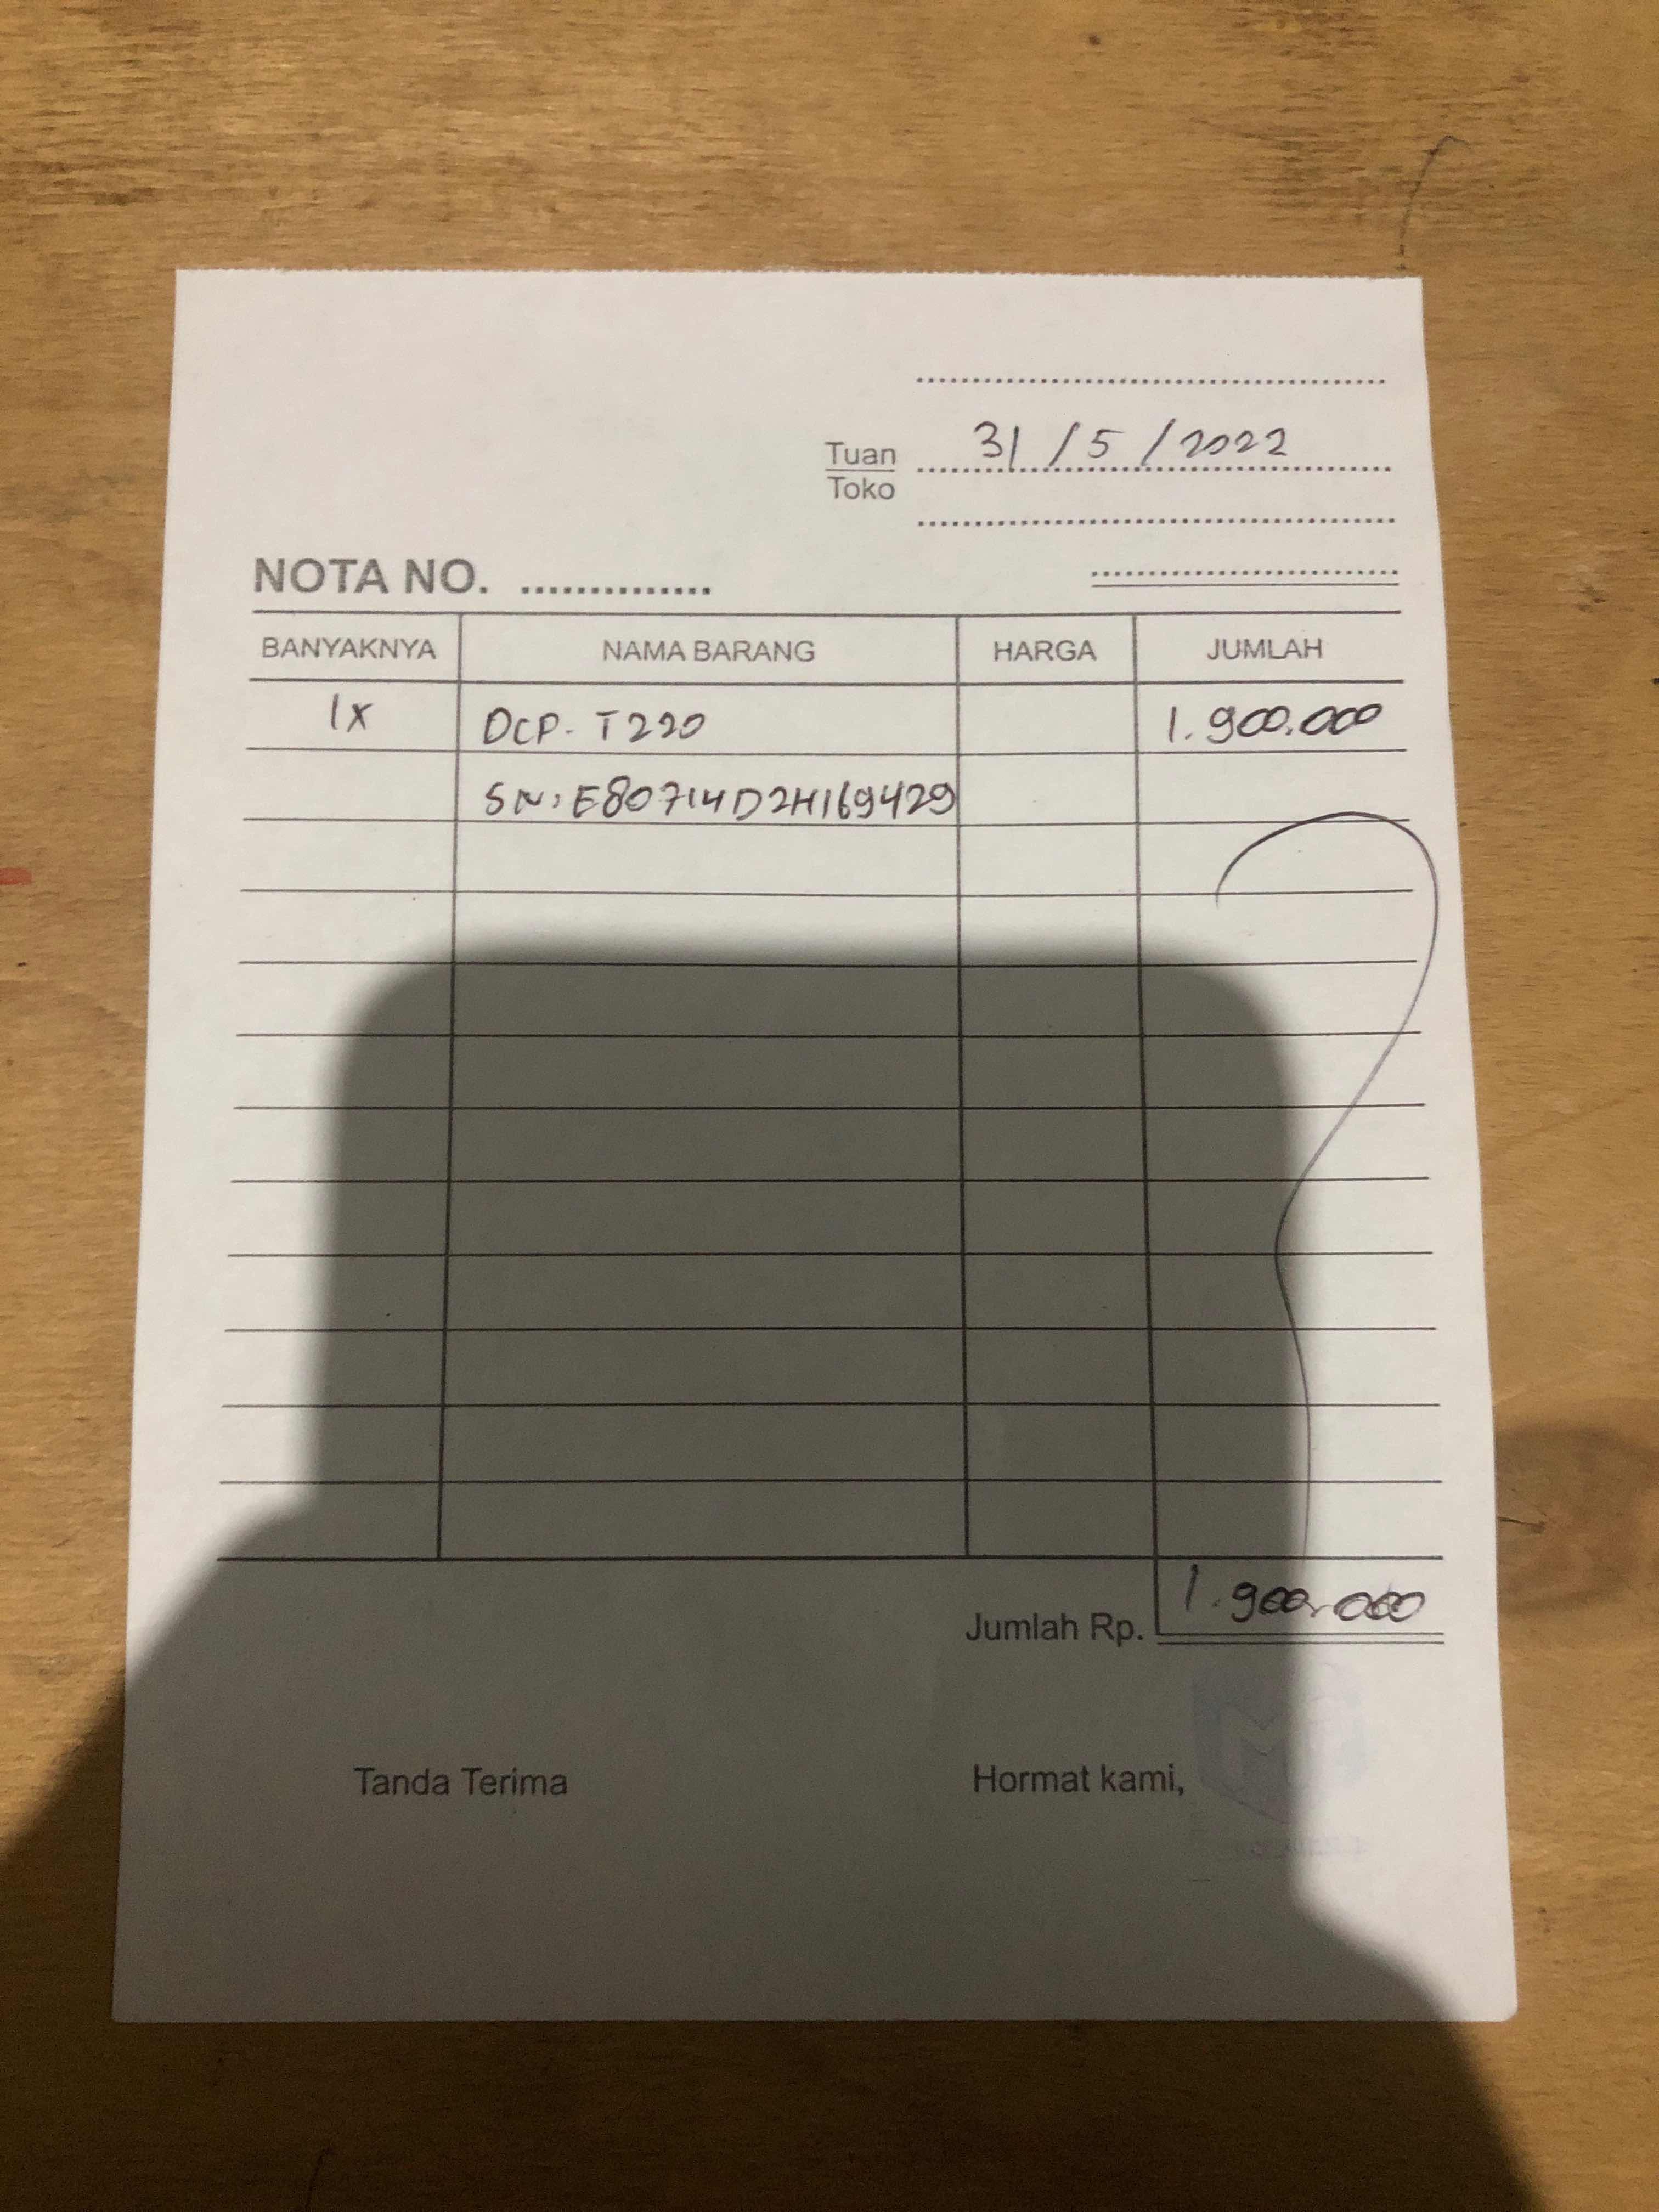 31/5/2022
Tuan
Toko
NOTA NO. ..............
BANYAKNYA NAMA BARANG HARGA JUMLAH
1x DCP-T220 1.900.000
SN: E80714D2H169429
Jumlah Rp. 1.900.000
Tanda Terima Hormat kami,